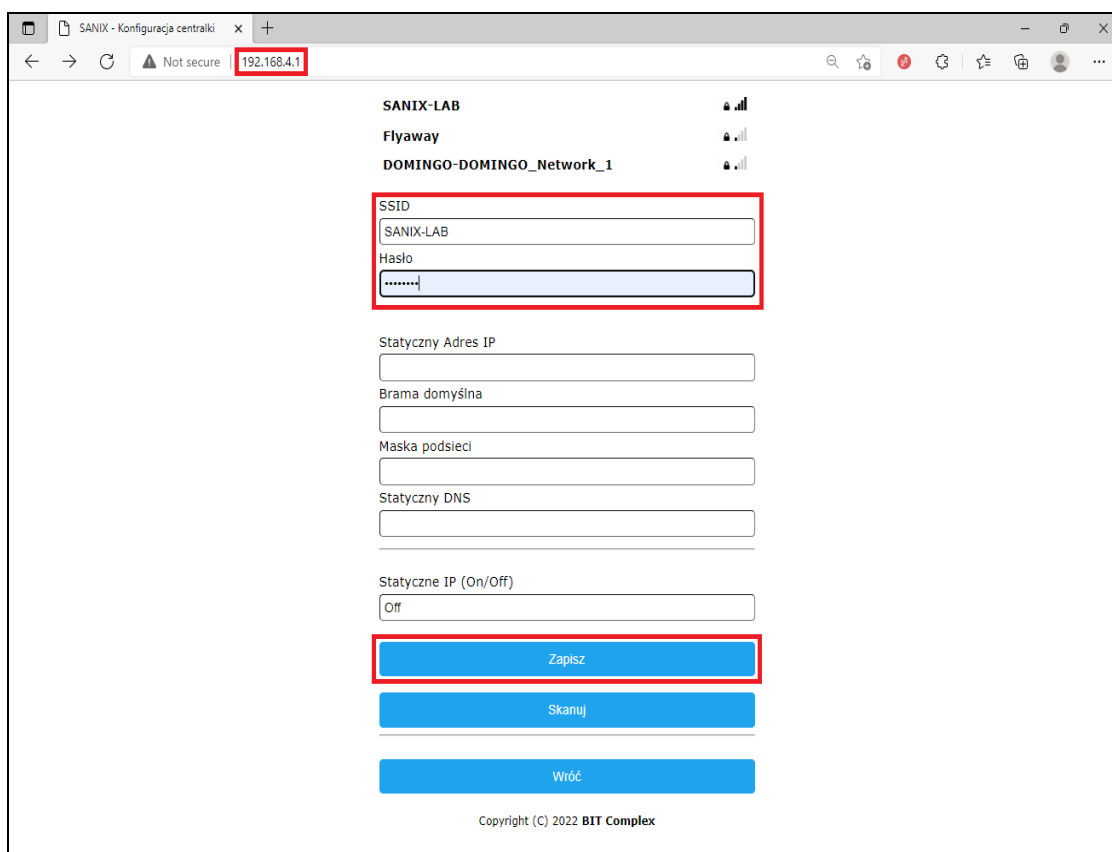 SANIX - Konfiguracja centralki
Not secure
192.168.4.1
SANIX-LAB
Flyaway
DOMINGO-DOMINGO_Network_1
SSID
SANIX-LAB
Hasło
••••••••
Statyczny Adres IP
Brama domyślna
Maska podsieci
Statyczny DNS
Statyczne IP (On/Off)
Off
Zapisz
Skanuj
Wróć
Copyright (C) 2022 BIT Complex